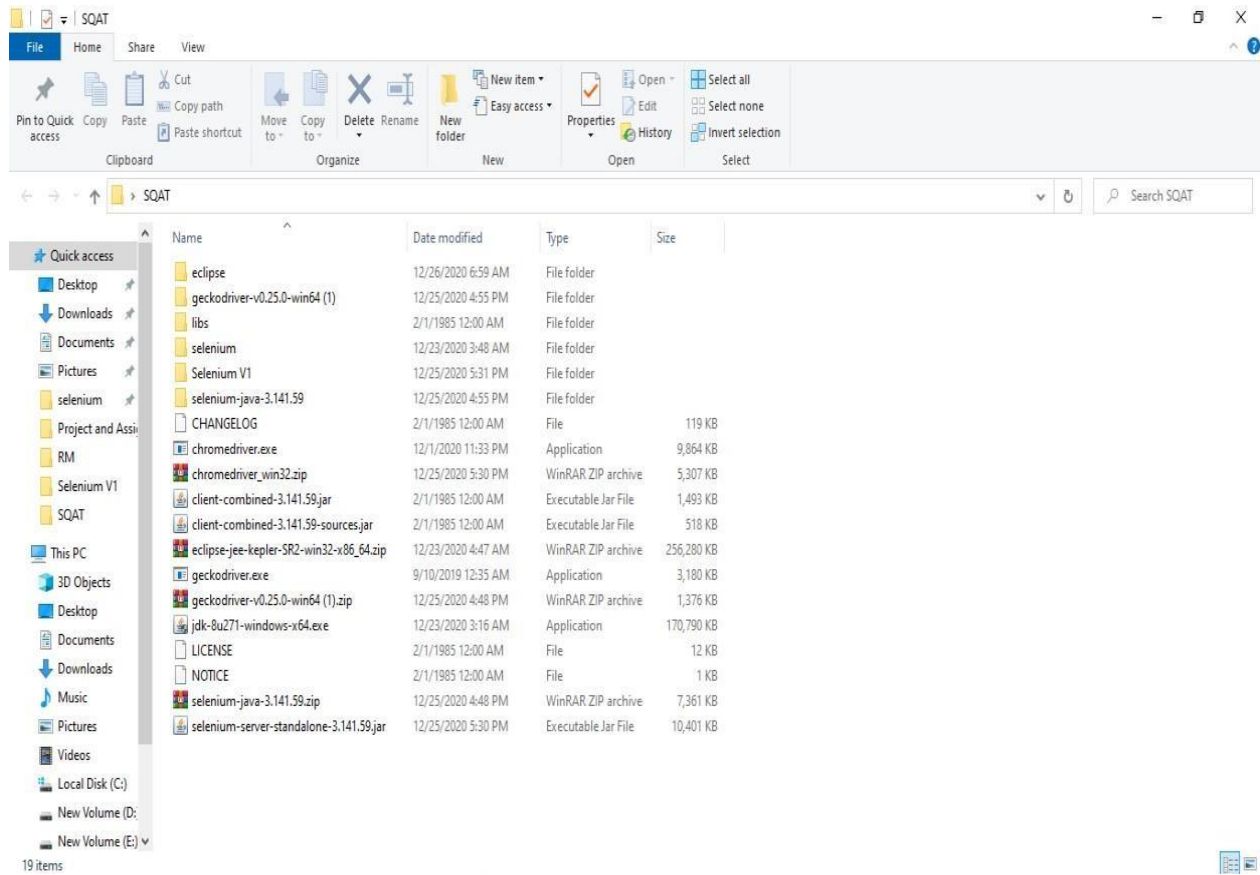 SQAT
File Home Share View
Pin to Quick access
Copy
Paste
Cut
Copy path
Paste shortcut
Clipboard
Move to
Copy to
Delete
Rename
Organize
New folder
New item
Easy access
New
Properties
Open
Edit
History
Open
Select all
Select none
Invert selection
Select
SQAT
Search SQAT
Quick access
Desktop
Downloads
Documents
Pictures
selenium
Project and Assi
RM
Selenium V1
SQAT
This PC
3D Objects
Desktop
Documents
Downloads
Music
Pictures
Videos
Local Disk (C:)
New Volume (D:
New Volume (E:)
Name Date modified Type Size
eclipse 12/26/2020 6:59 AM File folder
geckodriver-v0.25.0-win64 (1) 12/25/2020 4:55 PM File folder
libs 2/1/1985 12:00 AM File folder
selenium 12/23/2020 3:48 AM File folder
Selenium V1 12/25/2020 5:31 PM File folder
selenium-java-3.141.59 12/25/2020 4:55 PM File folder
CHANGELOG 2/1/1985 12:00 AM File 119 KB
chromedriver.exe 12/1/2020 11:33 PM Application 9,864 KB
chromedriver_win32.zip 12/25/2020 5:30 PM WinRAR ZIP archive 5,307 KB
client-combined-3.141.59.jar 2/1/1985 12:00 AM Executable Jar File 1,493 KB
client-combined-3.141.59-sources.jar 2/1/1985 12:00 AM Executable Jar File 518 KB
eclipse-jee-kepler-SR2-win32-x86_64.zip 12/23/2020 4:47 AM WinRAR ZIP archive 256,280 KB
geckodriver.exe 9/10/2019 12:35 AM Application 3,180 KB
geckodriver-v0.25.0-win64 (1).zip 12/25/2020 4:48 PM WinRAR ZIP archive 1,376 KB
jdk-8u271-windows-x64.exe 12/23/2020 3:16 AM Application 170,790 KB
LICENSE 2/1/1985 12:00 AM File 12 KB
NOTICE 2/1/1985 12:00 AM File 1 KB
selenium-java-3.141.59.zip 12/25/2020 4:48 PM WinRAR ZIP archive 7,361 KB
selenium-server-standalone-3.141.59.jar 12/25/2020 5:30 PM Executable Jar File 10,401 KB
19 items